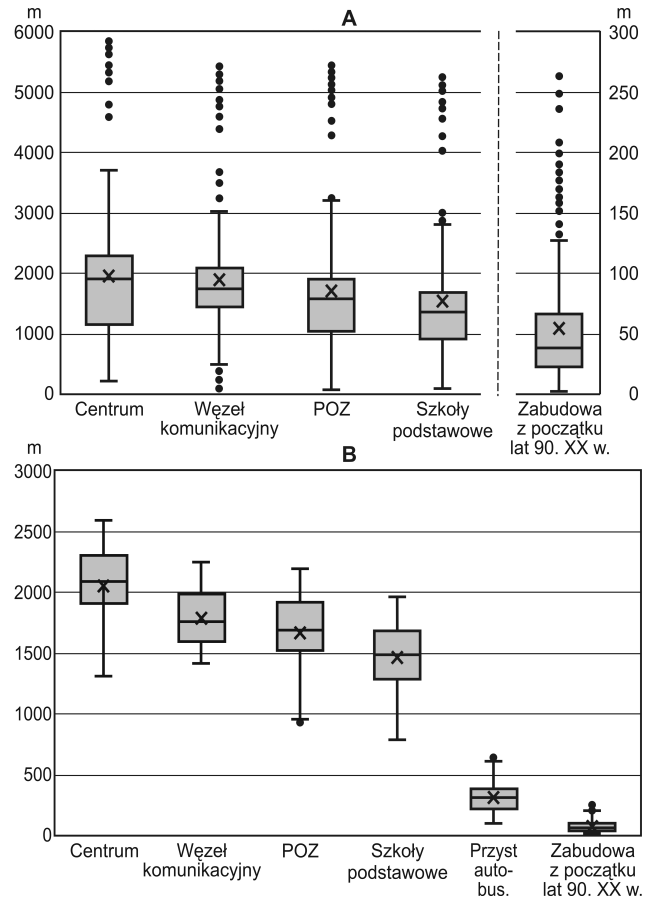 m
A
m
6000
300
5000
250
4000
200
3000
150
2000
100
1000
50
0
0
Centrum
Węzeł
komunikacyjny
POZ
Szkoły
podstawowe
Zabudowa
z początku
lat 90. XX w.
m
B
3000
2500
2000
1500
1000
500
0
Centrum
Węzeł
komunikacyjny
POZ
Szkoły
podstawowe
Przyst
auto-
bus.
Zabudowa
z początku
lat 90. XX w.